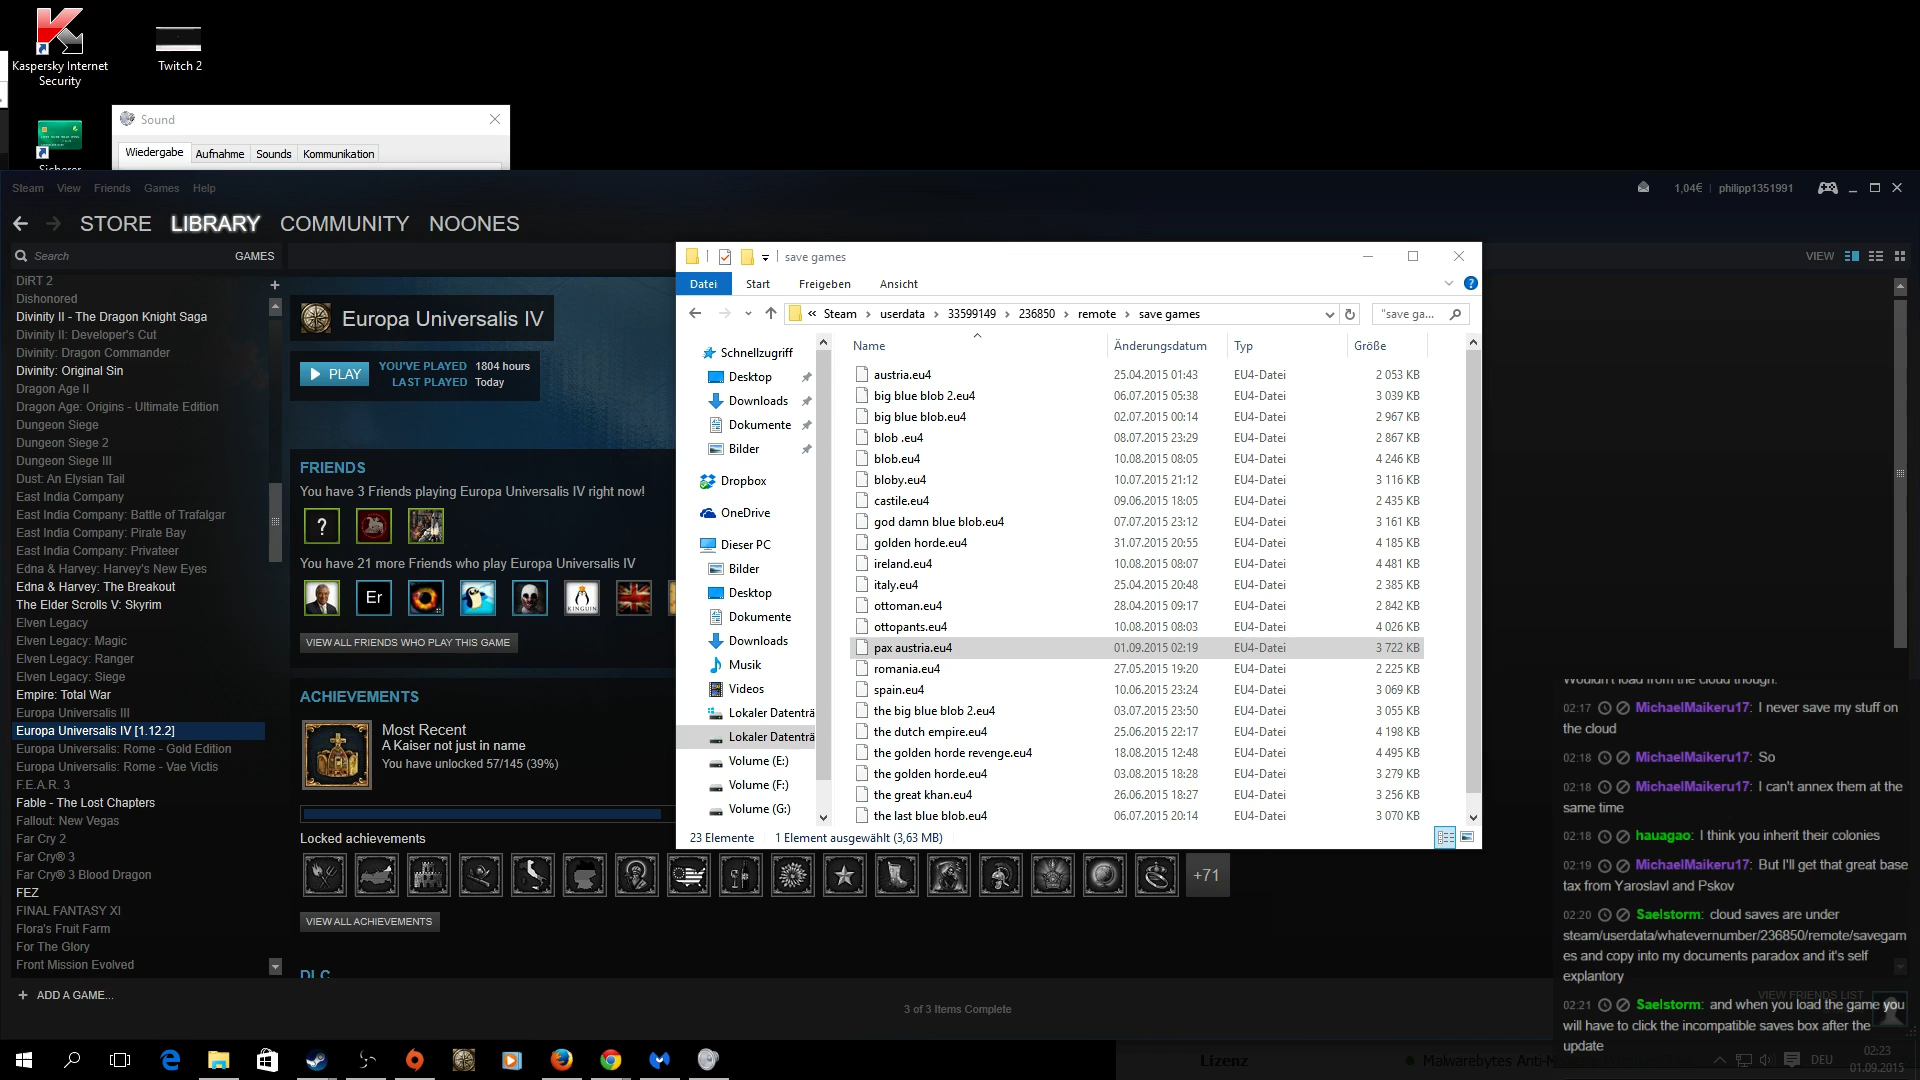 Kaspersky Internet
Security
Twitch 2
Sound
Wiedergabe Aufnahme Sounds Kommunikation
Steam View Friends Games Help
1,04€ | philipp1351991
STORE LIBRARY COMMUNITY NOONES
Search GAMES
VIEW
DiRT 2
Dishonored
Divinity II - The Dragon Knight Saga
Divinity II: Developer's Cut
Divinity: Dragon Commander
Divinity: Original Sin
Dragon Age II
Dragon Age: Origins - Ultimate Edition
Dungeon Siege
Dungeon Siege 2
Dungeon Siege III
Dust: An Elysian Tail
East India Company
East India Company: Battle of Trafalgar
East India Company: Pirate Bay
East India Company: Privateer
Edna & Harvey: Harvey's New Eyes
Edna & Harvey: The Breakout
The Elder Scrolls V: Skyrim
Elven Legacy
Elven Legacy: Magic
Elven Legacy: Ranger
Elven Legacy: Siege
Empire: Total War
Europa Universalis III
Europa Universalis IV [1.12.2]
Europa Universalis: Rome - Gold Edition
Europa Universalis: Rome - Vae Victis
F.E.A.R. 3
Fable - The Lost Chapters
Fallout: New Vegas
Far Cry 2
Far Cry® 3
Far Cry® 3 Blood Dragon
FEZ
FINAL FANTASY XI
Flora's Fruit Farm
For The Glory
Front Mission Evolved
+ ADD A GAME...
Europa Universalis IV
PLAY
YOU'VE PLAYED 1804 hours
LAST PLAYED Today
FRIENDS
You have 3 Friends playing Europa Universalis IV right now!
?
You have 21 more Friends who play Europa Universalis IV
Er
KINGUIN
VIEW ALL FRIENDS WHO PLAY THIS GAME
ACHIEVEMENTS
Most Recent
A Kaiser not just in name
You have unlocked 57/145 (39%)
Locked achievements
+71
VIEW ALL ACHIEVEMENTS
DLC
3 of 3 Items Complete
save games
Datei Start Freigeben Ansicht
« Steam › userdata › 33599149 › 236850 › remote › save games
"save ga...
Schnellzugriff
Desktop
Downloads
Dokumente
Bilder
Dropbox
OneDrive
Dieser PC
Bilder
Desktop
Dokumente
Downloads
Musik
Videos
Lokaler Datenträ
Lokaler Datenträ
Volume (E:)
Volume (F:)
Volume (G:)
Name Änderungsdatum Typ Größe
austria.eu4 25.04.2015 01:43 EU4-Datei 2 053 KB
big blue blob 2.eu4 06.07.2015 05:38 EU4-Datei 3 039 KB
big blue blob.eu4 02.07.2015 00:14 EU4-Datei 2 967 KB
blob .eu4 08.07.2015 23:29 EU4-Datei 2 867 KB
blob.eu4 10.08.2015 08:05 EU4-Datei 4 246 KB
bloby.eu4 10.07.2015 21:12 EU4-Datei 3 116 KB
castile.eu4 09.06.2015 18:05 EU4-Datei 2 435 KB
god damn blue blob.eu4 07.07.2015 23:12 EU4-Datei 3 161 KB
golden horde.eu4 31.07.2015 20:55 EU4-Datei 4 185 KB
ireland.eu4 10.08.2015 08:07 EU4-Datei 4 481 KB
italy.eu4 25.04.2015 20:48 EU4-Datei 2 385 KB
ottoman.eu4 28.04.2015 09:17 EU4-Datei 2 842 KB
ottopants.eu4 10.08.2015 08:03 EU4-Datei 4 026 KB
pax austria.eu4 01.09.2015 02:19 EU4-Datei 3 722 KB
romania.eu4 27.05.2015 19:20 EU4-Datei 2 225 KB
spain.eu4 10.06.2015 23:24 EU4-Datei 3 069 KB
the big blue blob 2.eu4 03.07.2015 23:50 EU4-Datei 3 055 KB
the dutch empire.eu4 25.06.2015 22:17 EU4-Datei 4 198 KB
the golden horde revenge.eu4 18.08.2015 12:48 EU4-Datei 4 495 KB
the golden horde.eu4 03.08.2015 18:28 EU4-Datei 3 279 KB
the great khan.eu4 26.06.2015 18:27 EU4-Datei 3 256 KB
the last blue blob.eu4 06.07.2015 20:14 EU4-Datei 3 070 KB
23 Elemente 1 Element ausgewählt (3,63 MB)
Wouldn't load from the cloud though.
02:17 MichaelMaikeru17: I never save my stuff on
the cloud
02:18 MichaelMaikeru17: So
02:18 MichaelMaikeru17: I can't annex them at the
same time
02:18 hauagao: I think you inherit their colonies
02:19 MichaelMaikeru17: But I'll get that great base
tax from Yaroslavl and Pskov
02:20 Saelstorm: cloud saves are under
steam/userdata/whatevernumber/236850/remote/savegam
es and copy into my documents paradox and it's self
explantory
VIEW FRIENDS LIST
02:21 Saelstorm: and when you load the game you
will have to click the incompatible saves box after the
update
Lizenz
Malwarebytes Anti-M
DEU
02:23
01.09.2015